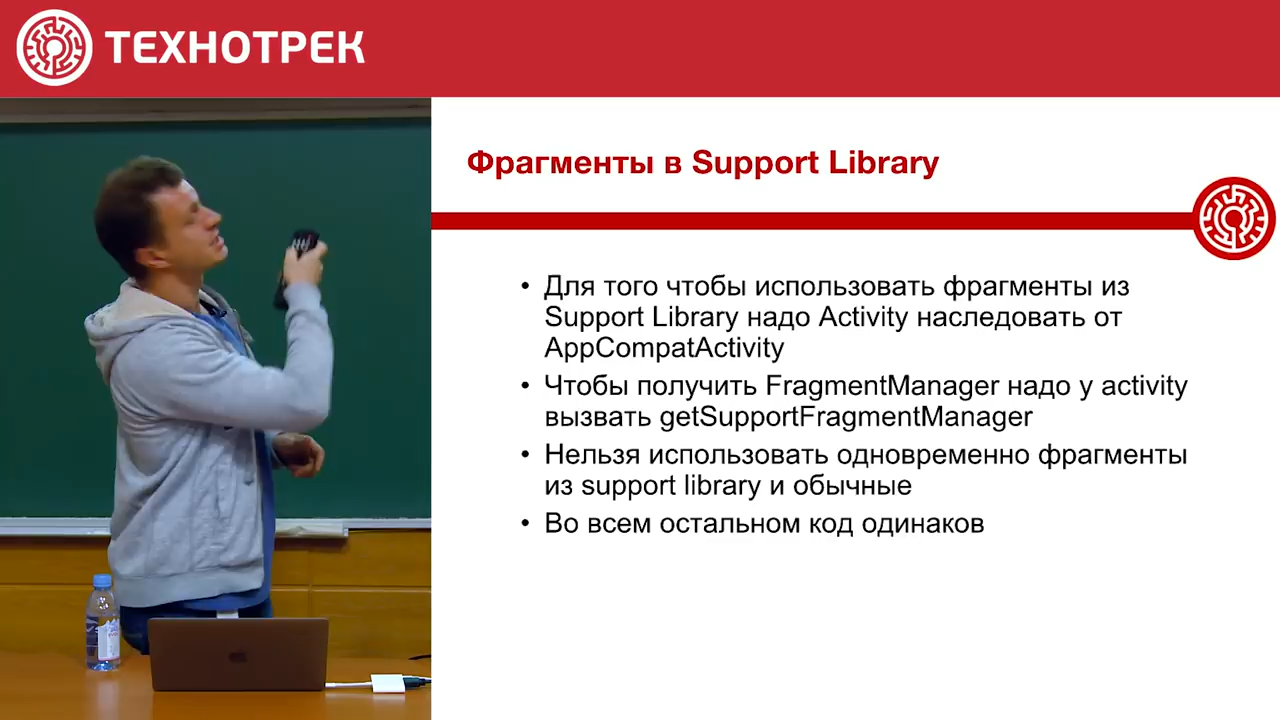 ТЕХНОТРЕК
Фрагменты в Support Library
• Для того чтобы использовать фрагменты из
Support Library надо Activity наследовать от
AppCompatActivity
• Чтобы получить FragmentManager надо у activity
вызвать getSupportFragmentManager
• Нельзя использовать одновременно фрагменты
из support library и обычные
• Во всем остальном код одинаков